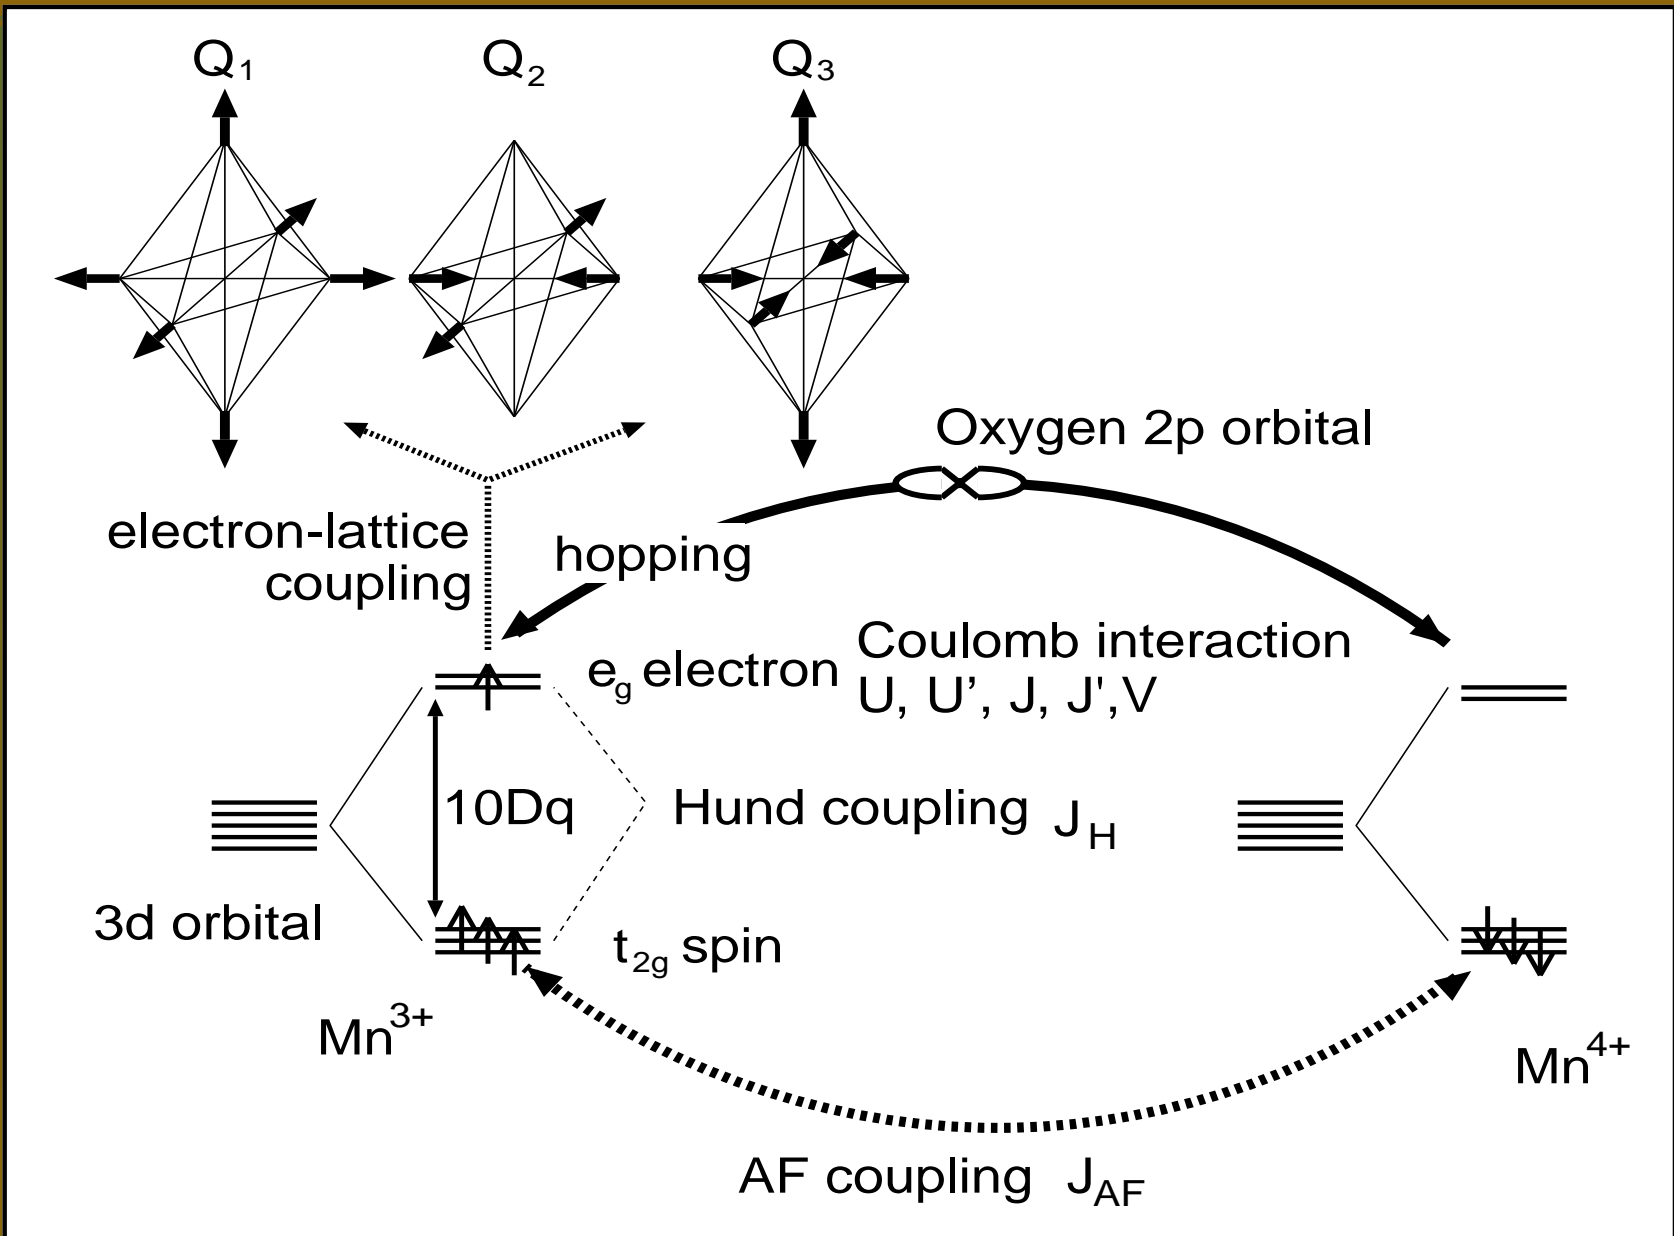 Q1
Q2
Q3
Oxygen 2p orbital
electron-lattice
coupling
hopping
eg electron
Coulomb interaction
U, U’, J, J',V
10Dq
Hund coupling JH
3d orbital
t2g spin
Mn3+
Mn4+
AF coupling JAF